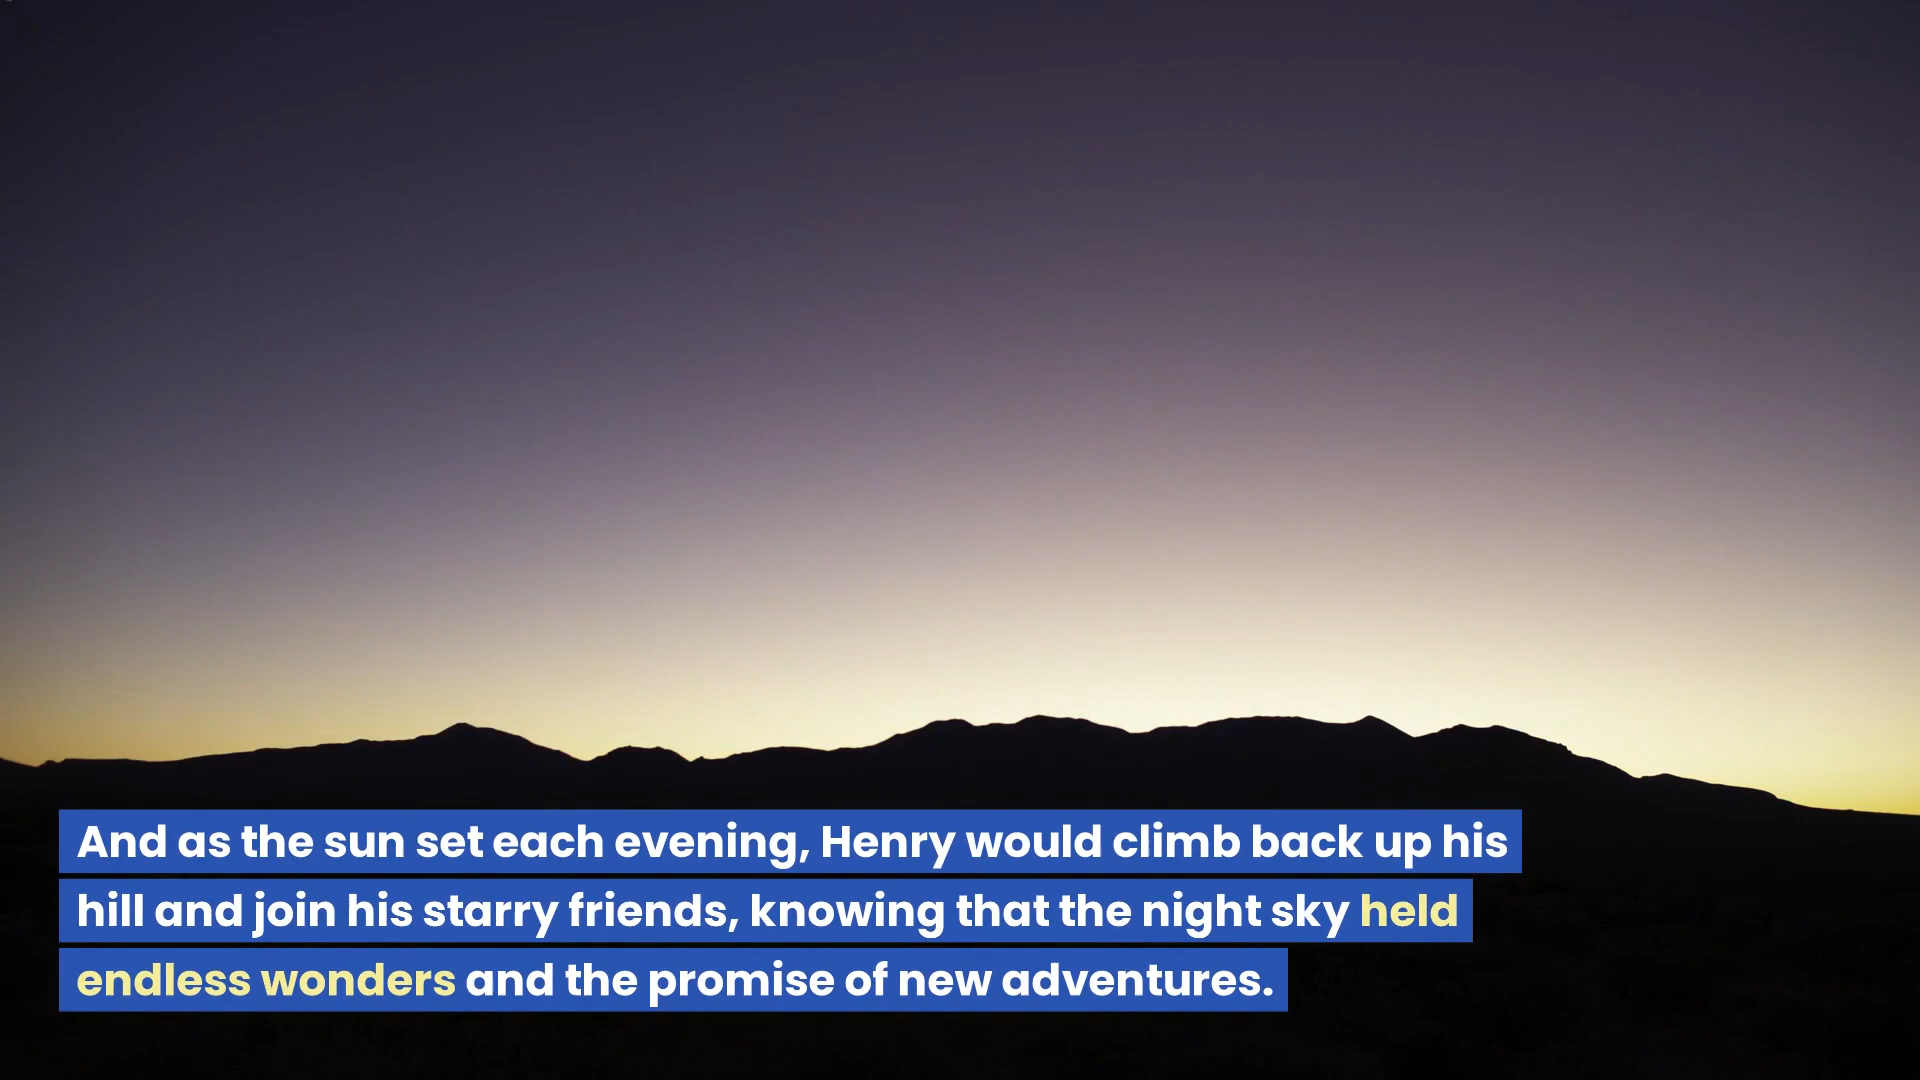 And as the sun set each evening, Henry would climb back up his
hill and join his starry friends, knowing that the night sky held
endless wonders and the promise of new adventures.